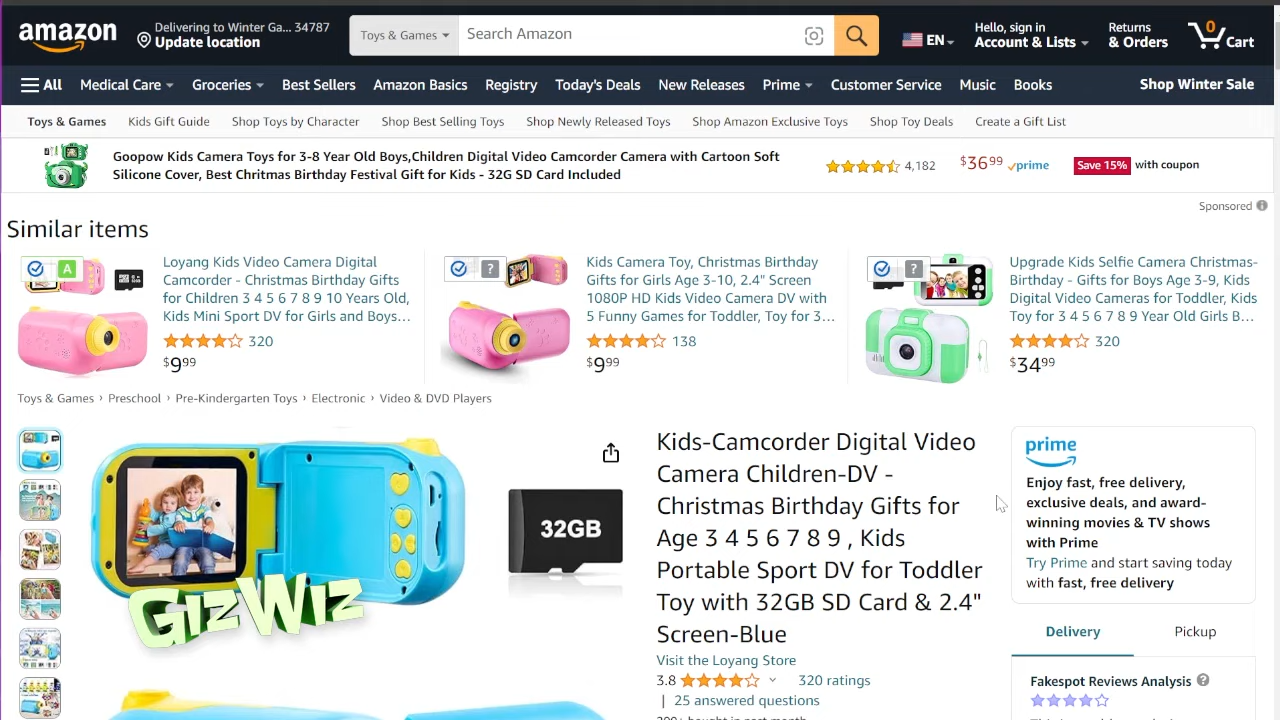 amazon
Delivering to Winter Ga... 34787
Update location
Toys & Games
Search Amazon
EN
Hello, sign in
Account & Lists
Returns
& Orders
0
Cart
All
Medical Care
Groceries
Best Sellers
Amazon Basics
Registry
Today's Deals
New Releases
Prime
Customer Service
Music
Books
Shop Winter Sale
Toys & Games
Kids Gift Guide
Shop Toys by Character
Shop Best Selling Toys
Shop Newly Released Toys
Shop Amazon Exclusive Toys
Shop Toy Deals
Create a Gift List
Goopow Kids Camera Toys for 3-8 Year Old Boys,Children Digital Video Camcorder Camera with Cartoon Soft
Silicone Cover, Best Chritmas Birthday Festival Gift for Kids - 32G SD Card Included
4,182
$3699
prime
Save 15%
with coupon
Sponsored
Similar items
A
Loyang Kids Video Camera Digital
Camcorder - Christmas Birthday Gifts
for Children 3 4 5 6 7 8 9 10 Years Old,
Kids Mini Sport DV for Girls and Boys...
320
$999
?
Kids Camera Toy, Christmas Birthday
Gifts for Girls Age 3-10, 2.4" Screen
1080P HD Kids Video Camera DV with
5 Funny Games for Toddler, Toy for 3...
138
$999
?
Upgrade Kids Selfie Camera Christmas-
Birthday - Gifts for Boys Age 3-9, Kids
Digital Video Cameras for Toddler, Kids
Toy for 3 4 5 6 7 8 9 Year Old Girls B...
320
$3499
Toys & Games › Preschool › Pre-Kindergarten Toys › Electronic › Video & DVD Players
32GB
GizWiz
Kids-Camcorder Digital Video
Camera Children-DV -
Christmas Birthday Gifts for
Age 3 4 5 6 7 8 9 , Kids
Portable Sport DV for Toddler
Toy with 32GB SD Card & 2.4"
Screen-Blue
Visit the Loyang Store
3.8
320 ratings
| 25 answered questions
prime
Enjoy fast, free delivery,
exclusive deals, and award-
winning movies & TV shows
with Prime
Try Prime and start saving today
with fast, free delivery
Delivery
Pickup
Fakespot Reviews Analysis